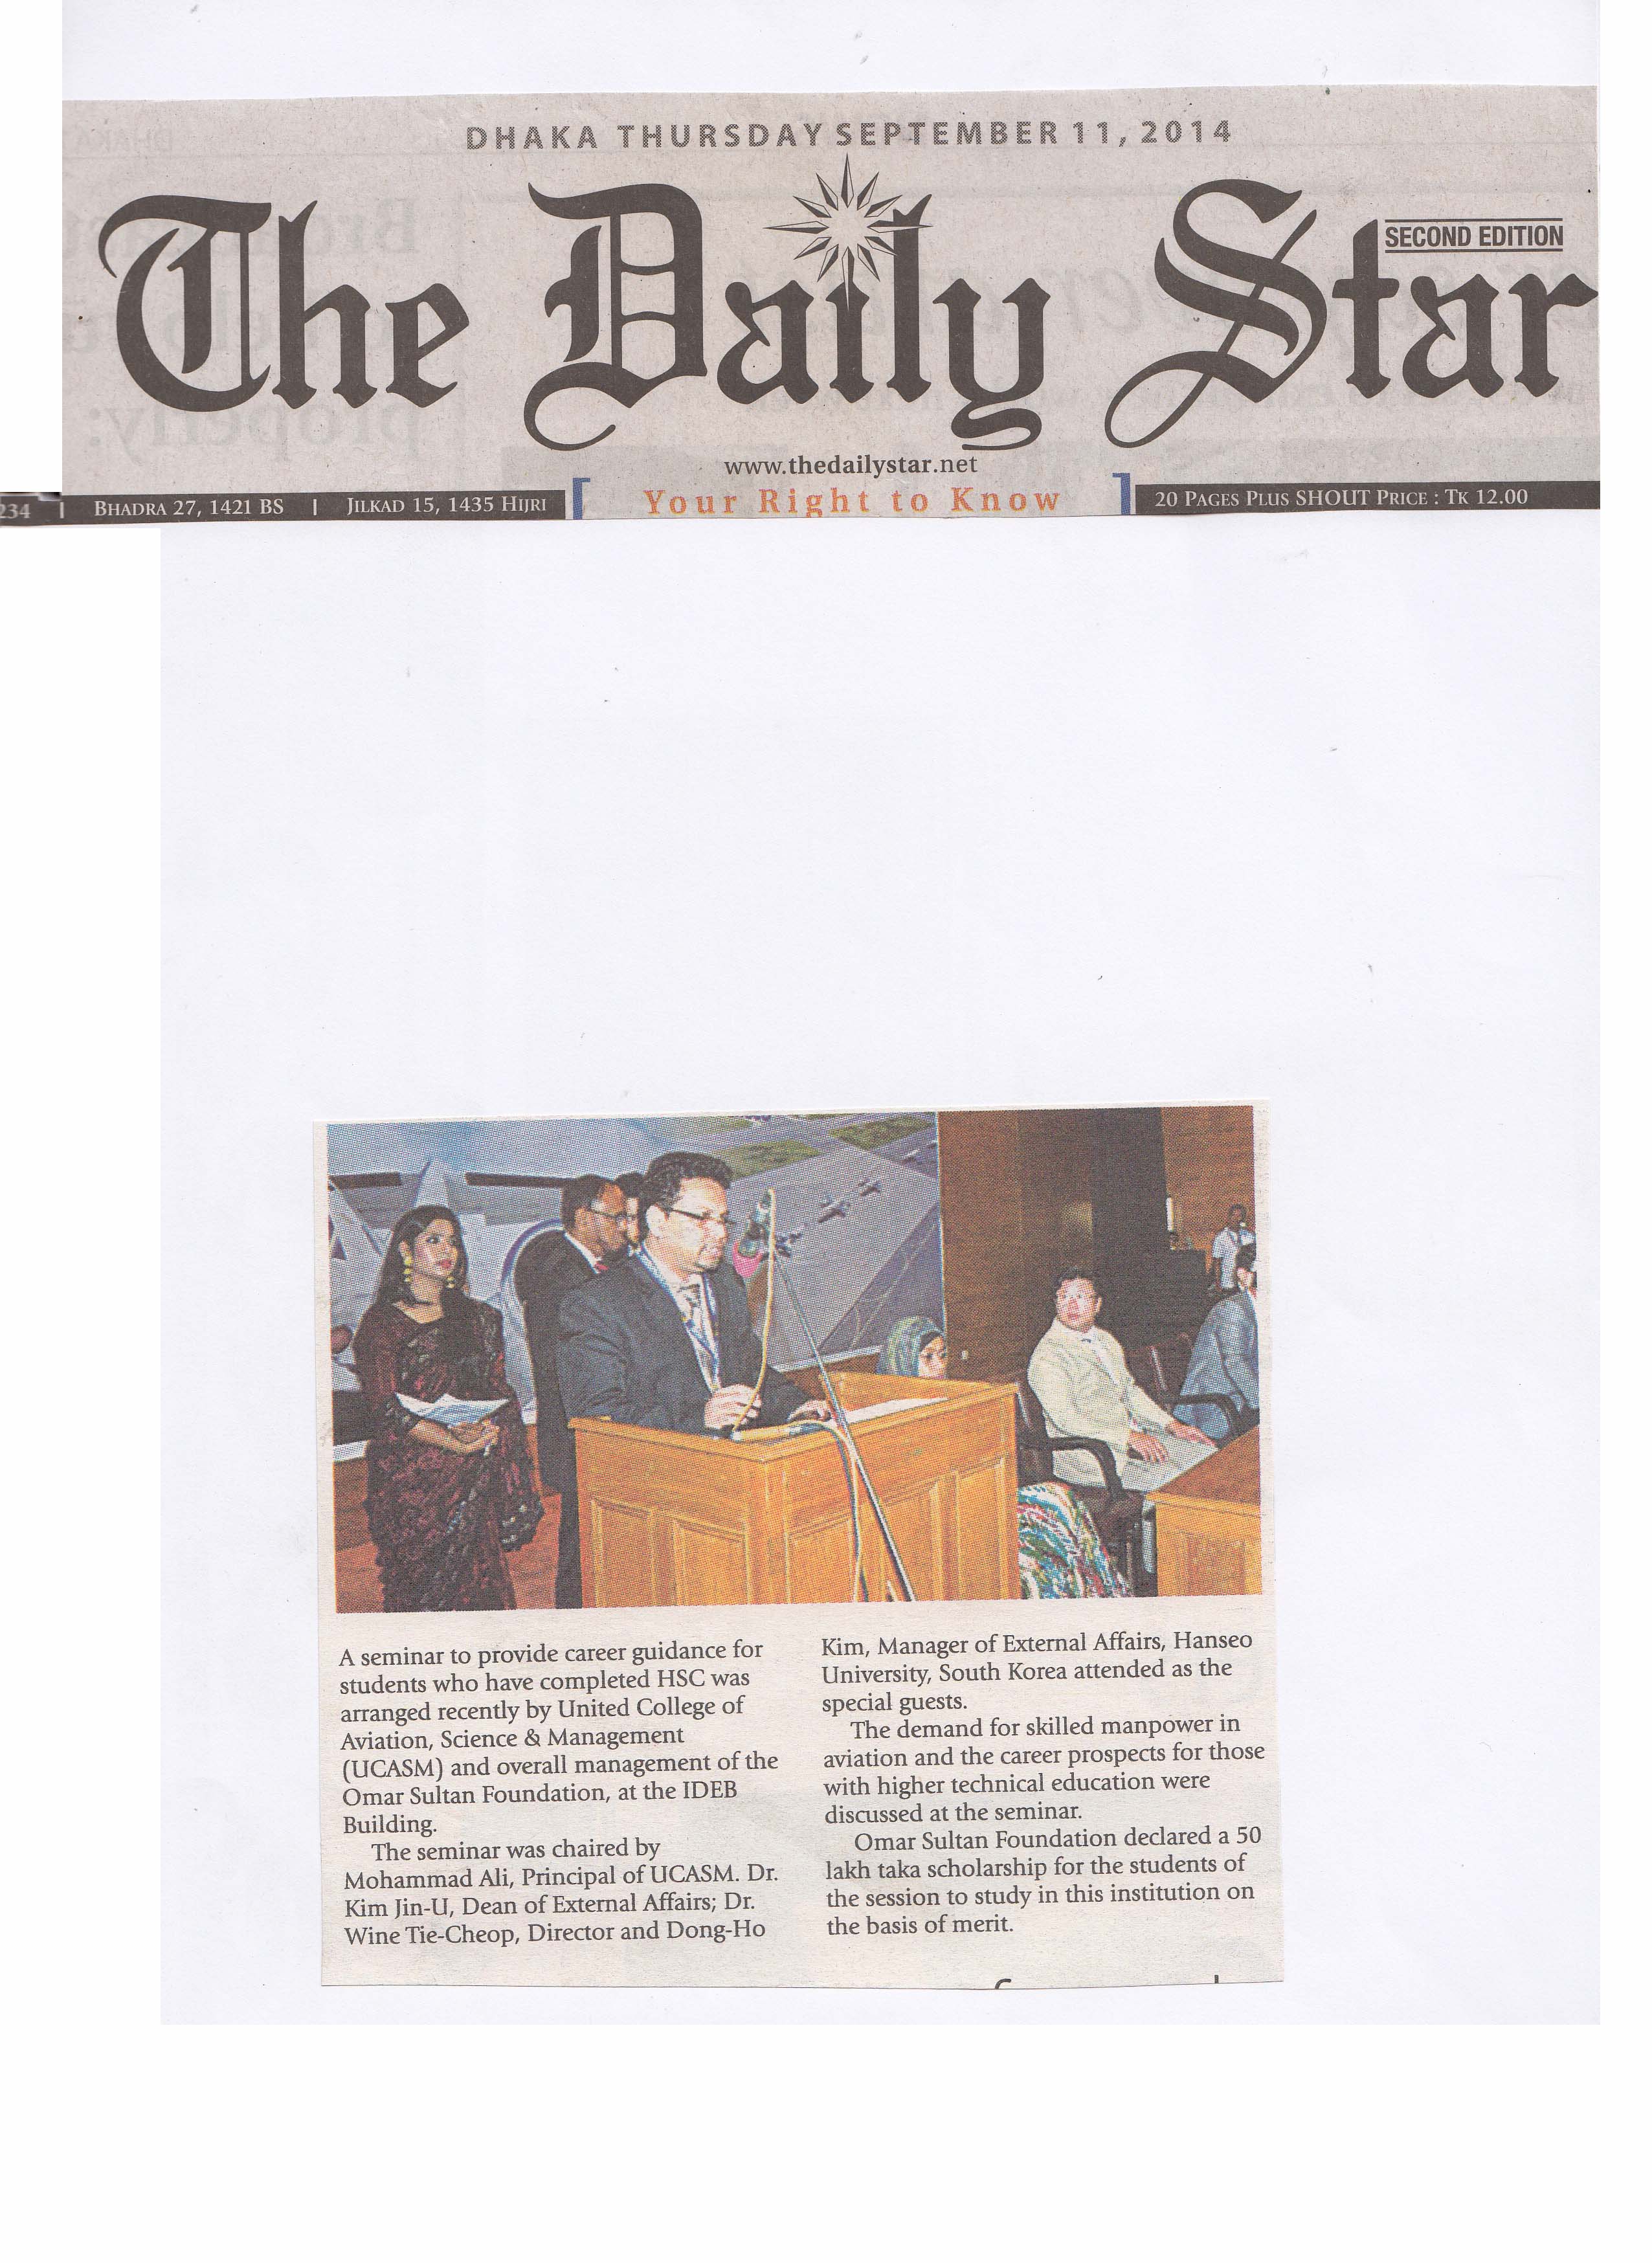 DHAKA THURSDAY SEPTEMBER 11, 2014
The Daily Star
SECOND EDITION
www.thedailystar.net
234 | BHADRA 27, 1421 BS | JILKAD 15, 1435 HIJRI
[ Your Right to Know ]
20 PAGES PLUS SHOUT PRICE : TK 12.00
A seminar to provide career guidance for
students who have completed HSC was
arranged recently by United College of
Aviation, Science & Management
(UCASM) and overall management of the
Omar Sultan Foundation, at the IDEB
Building.
The seminar was chaired by
Mohammad Ali, Principal of UCASM. Dr.
Kim Jin-U, Dean of External Affairs; Dr.
Wine Tie-Cheop, Director and Dong-Ho
Kim, Manager of External Affairs, Hanseo
University, South Korea attended as the
special guests.
The demand for skilled manpower in
aviation and the career prospects for those
with higher technical education were
discussed at the seminar.
Omar Sultan Foundation declared a 50
lakh taka scholarship for the students of
the session to study in this institution on
the basis of merit.